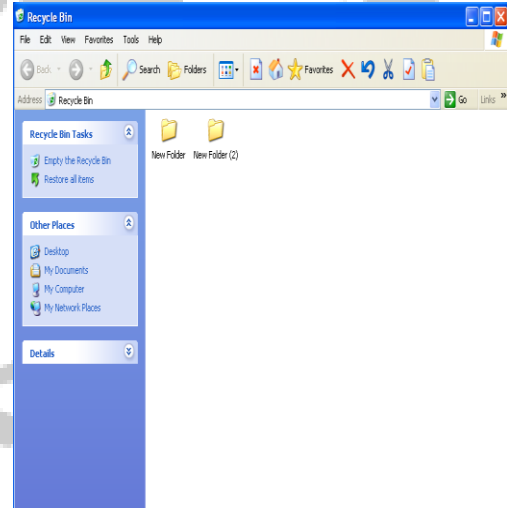 Recycle Bin
File Edit View Favorites Tools Help
Back Search Folders Favorites
Address Recycle Bin Go Links »
Recycle Bin Tasks
Empty the Recycle Bin
Restore all items
New Folder New Folder (2)
Other Places
Desktop
My Documents
My Computer
My Network Places
Details